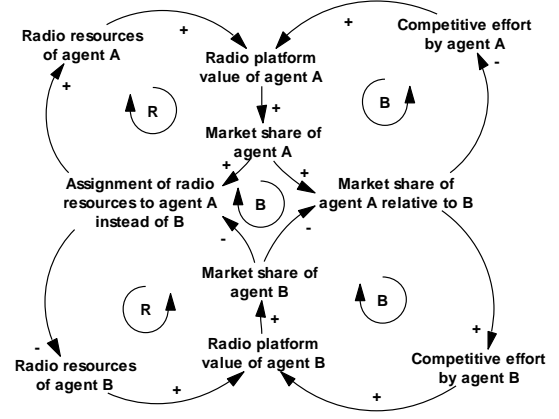 Radio resources
of agent A
+
+
Competitive effort
by agent A
Radio platform
value of agent A
-
+
R
B
+
Market share of
agent A
+
+
Assignment of radio
resources to agent A
instead of B
B
Market share of
agent A relative to B
-
-
Market share of
agent B
R
B
+
+
-
Radio resources
of agent B
Radio platform
value of agent B
Competitive effort
by agent B
+
+